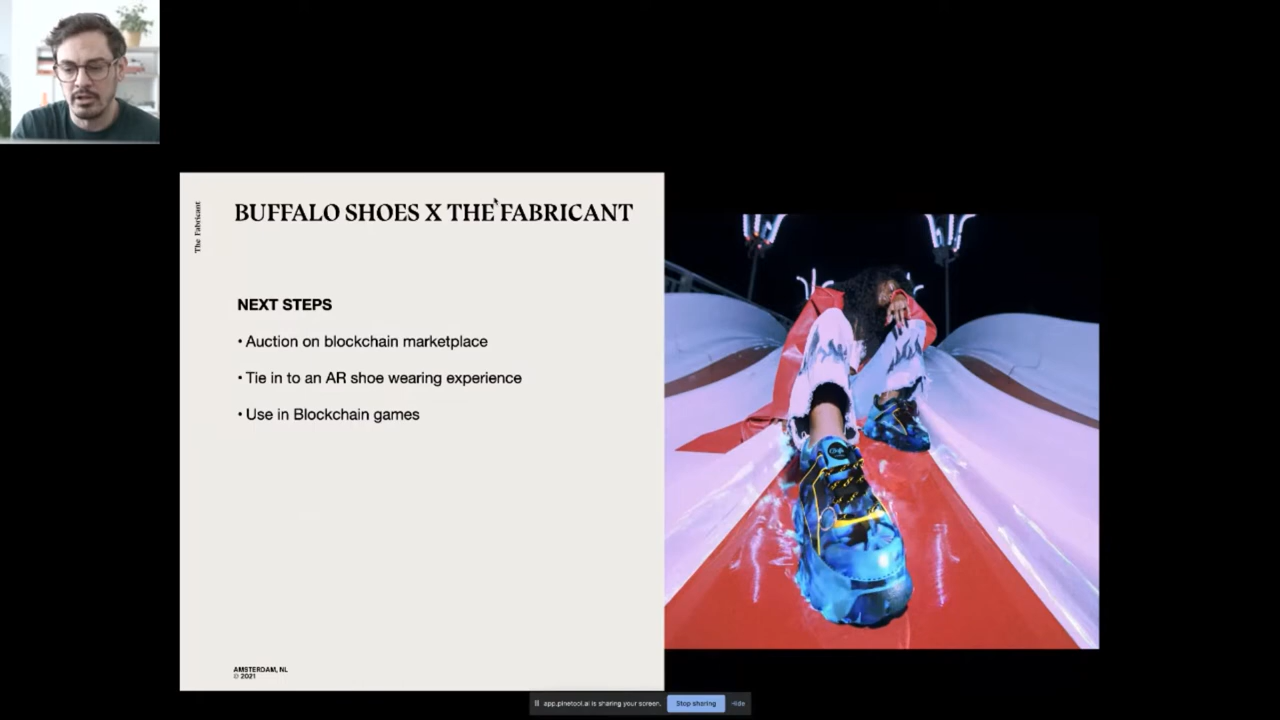 The Fabricant
BUFFALO SHOES X THE FABRICANT
NEXT STEPS
• Auction on blockchain marketplace
• Tie in to an AR shoe wearing experience
• Use in Blockchain games
AMSTERDAM, NL
© 2021
app.pinetool.ai is sharing your screen.
Stop sharing
Hide